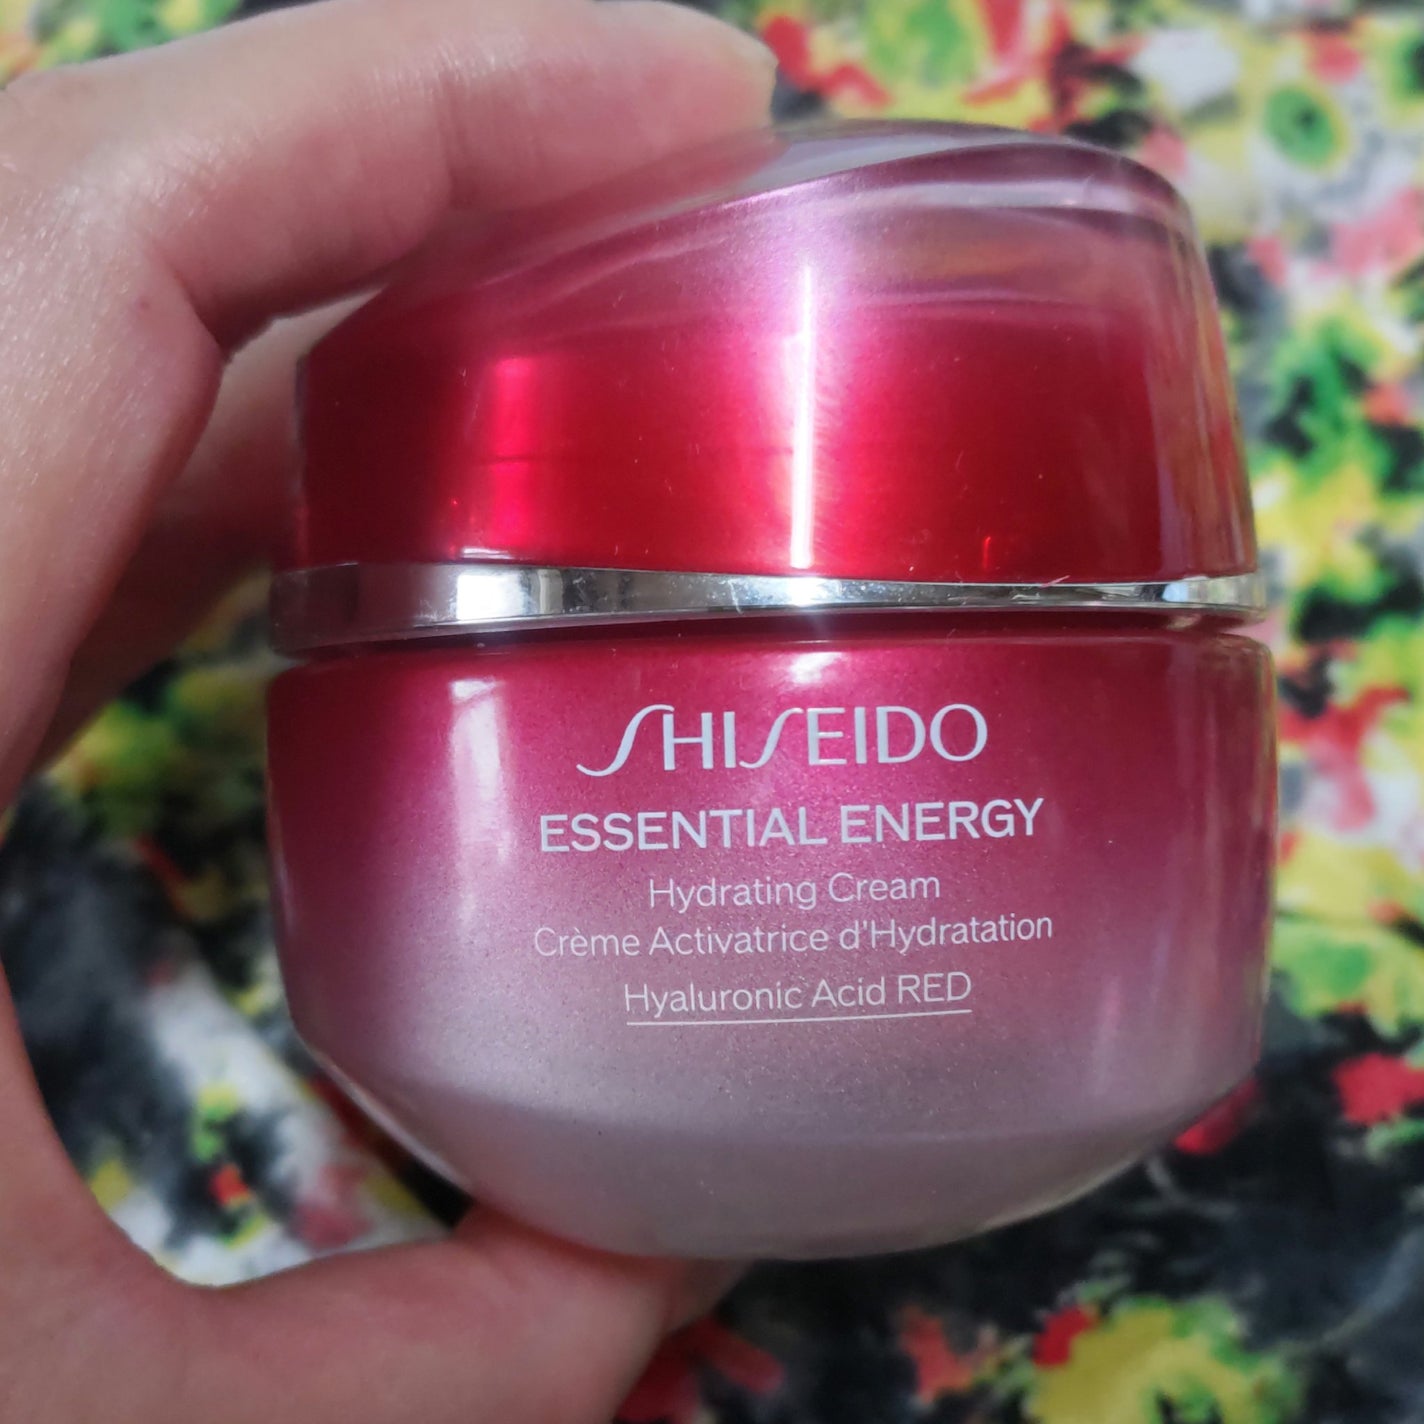 SHISEIDO
ESSENTIAL ENERGY
Hydrating Cream
Crème Activatrice d'Hydratation
Hyaluronic Acid RED